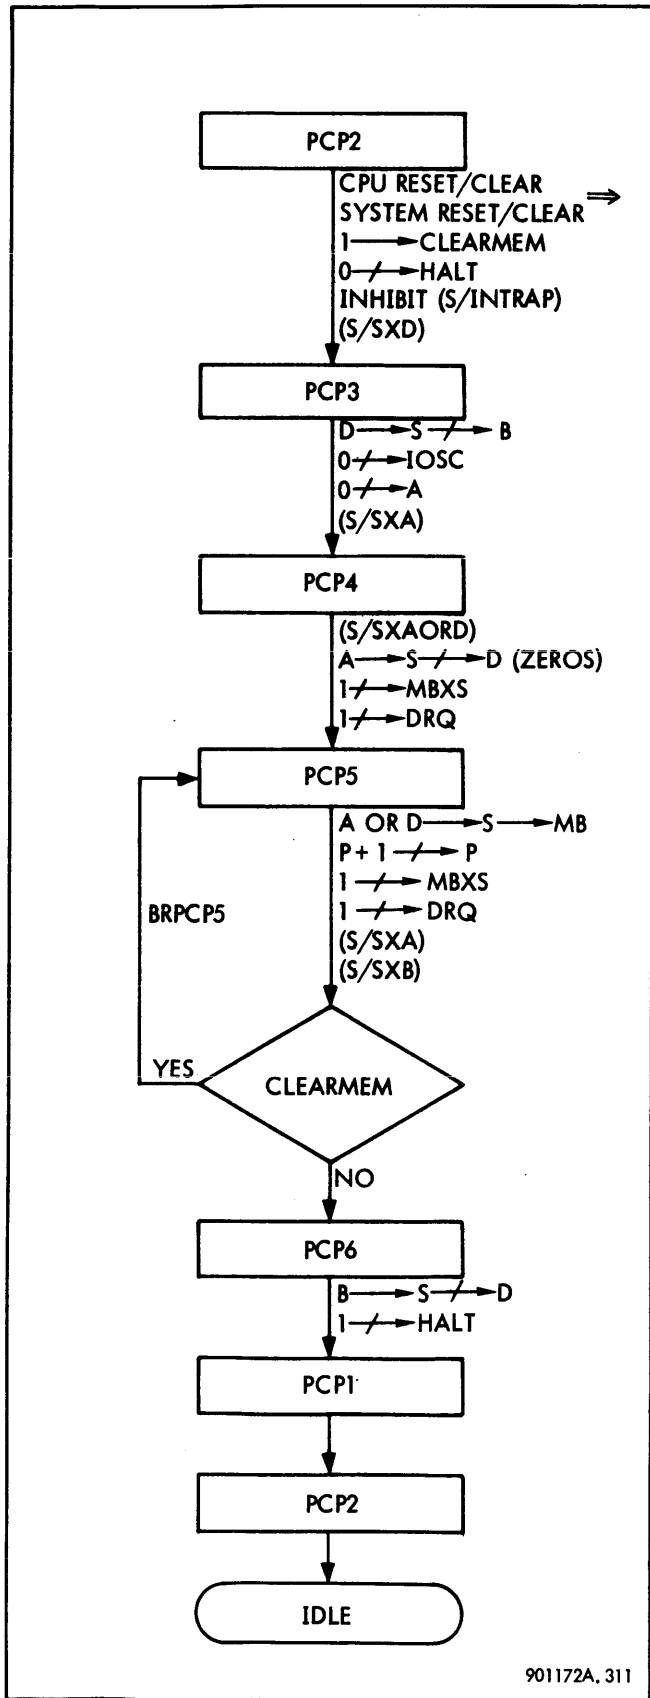 PCP2
CPU RESET/CLEAR
SYSTEM RESET/CLEAR ⇒
1 → CLEARMEM
0 ↛ HALT
INHIBIT (S/INTRAP)
(S/SXD)
PCP3
D → S ↛ B
0 ↛ IOSC
0 ↛ A
(S/SXA)
PCP4
(S/SXAORD)
A → S ↛ D (ZEROS)
1 ↛ MBXS
1 ↛ DRQ
PCP5
A OR D → S → MB
P + 1 ↛ P
1 ↛ MBXS
1 ↛ DRQ
(S/SXA)
(S/SXB)
BRPCP5
YES
CLEARMEM
NO
PCP6
B → S ↛ D
1 ↛ HALT
PCP1
PCP2
IDLE
901172A. 311